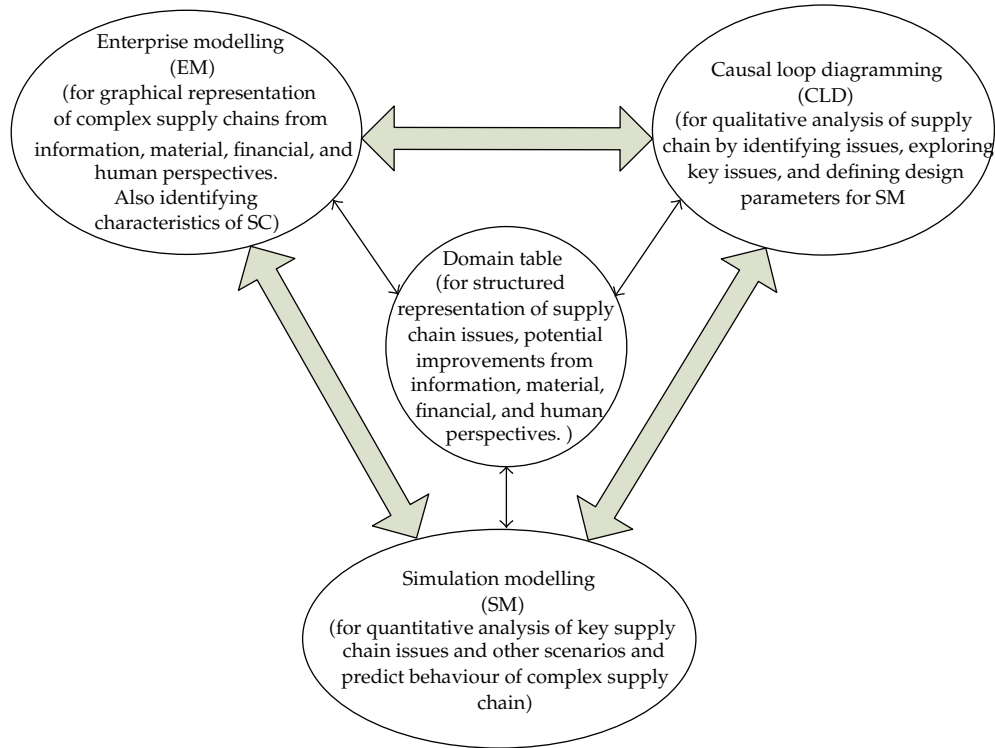 Enterprise modelling
(EM)
(for graphical representation
of complex supply chains from
information, material, financial, and
human perspectives.
Also identifying
characteristics of SC)
Causal loop diagramming
(CLD)
(for qualitative analysis of supply
chain by identifying issues, exploring
key issues, and defining design
parameters for SM
Domain table
(for structured
representation of supply
chain issues, potential
improvements from
information, material,
financial, and human
perspectives. )
Simulation modelling
(SM)
(for quantitative analysis of key supply
chain issues and other scenarios and
predict behaviour of complex supply
chain)